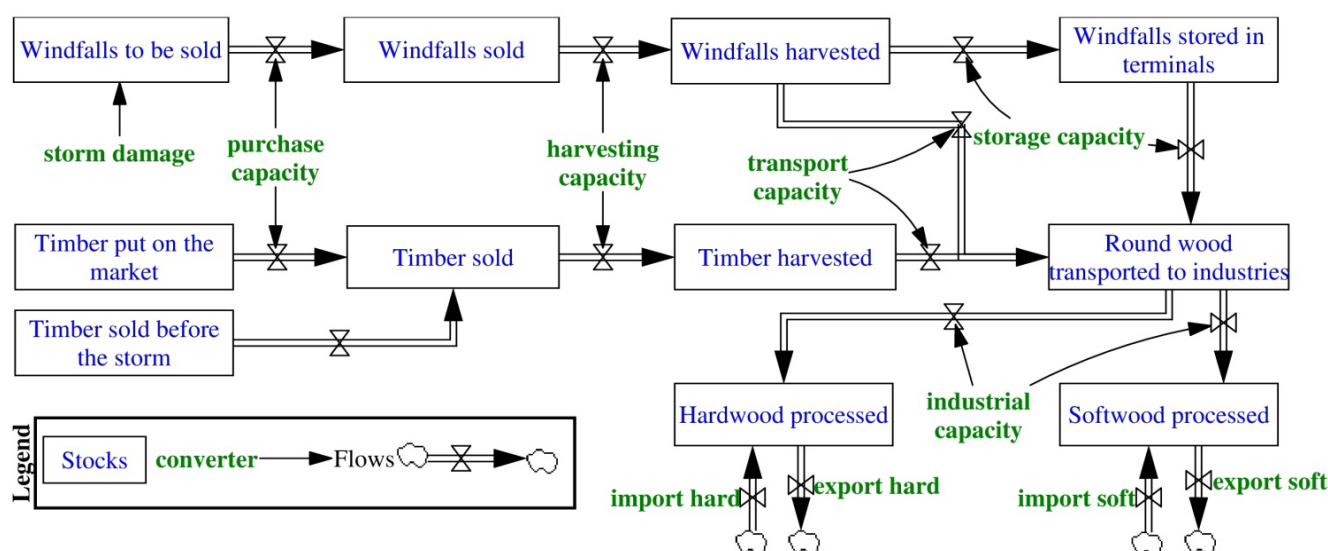 Windfalls to be sold
Windfalls sold
Windfalls harvested
Windfalls stored in
terminals
storm damage
purchase
capacity
harvesting
capacity
transport
capacity
storage capacity
Timber put on the
market
Timber sold
Timber harvested
Round wood
transported to industries
Timber sold before
the storm
Hardwood processed
industrial
capacity
Softwood processed
Legend
Stocks
converter
Flows
import hard
export hard
import soft
export soft